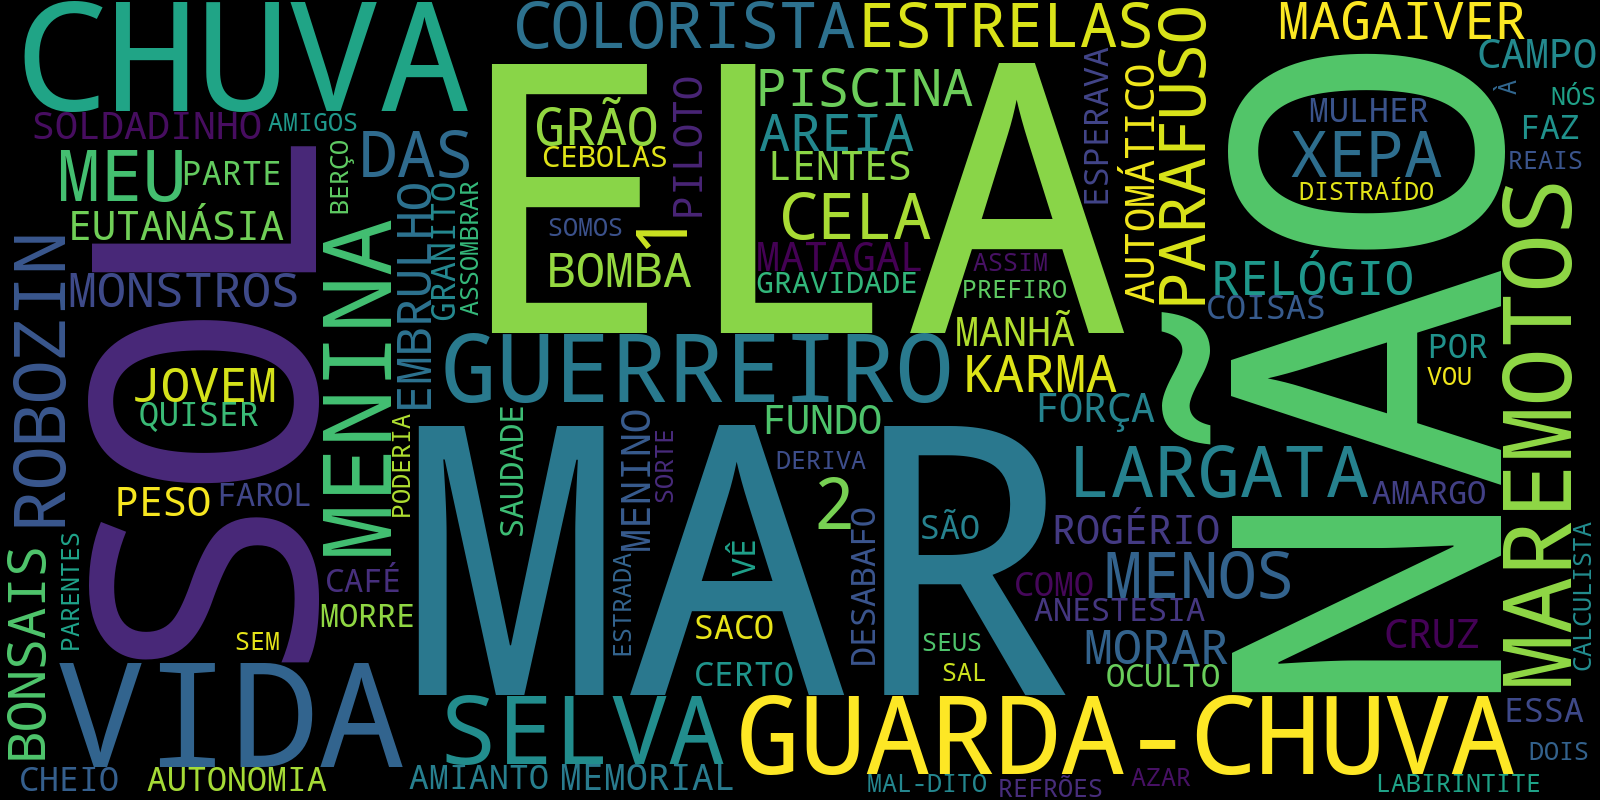 CHUVA
COLORISTA
ESTRELAS
MAGAIVER
CAMPO
SOLDADINHO
AMIGOS
ELA
PISCINA
ESPERAVA
AUTOMÁTICO
PARAFUSO
NÃO
À
NÓS
GRÃO
PILOTO
MULHER
FAZ
MEU
PARTE
BERÇO
DAS
CEBOLAS
AREIA
XEPA
REAIS
LENTES
DISTRAÍDO
EUTANÁSIA
EMBRULHO
GRANITO
ASSOMBRAR
SOMOS
1
CELA
MAREMOTOS
ROBOZIN
SOL
MENINA
MONSTROS
BOMBA
MATAGAL
ASSIM
GRAVIDADE
PREFIRO
RELÓGIO
COISAS
GUERREIRO
MANHÃ
POR
JOVEM
KARMA
VOU
QUISER
PODERIA
SAUDADE
MENINO
SORTE
FUNDO
FORÇA
MAR
DERIVA
LARGATA
PESO
FAROL
2
AMARGO
BONSAIS
PARENTES
ESTRADA
VÊ
DESABAFO
SÃO
ROGÉRIO
CALCULISTA
CAFÉ
COMO
MENOS
MORRE
ANESTESIA
SEM
SACO
SEUS
MORAR
CRUZ
VIDA
CERTO
SAL
OCULTO
SELVA
GUARDA-CHUVA
ESSA
DOIS
CHEIO
AUTONOMIA
AMIANTO
MEMORIAL
MAL-DITO
REFRÕES
AZAR
LABIRINTITE